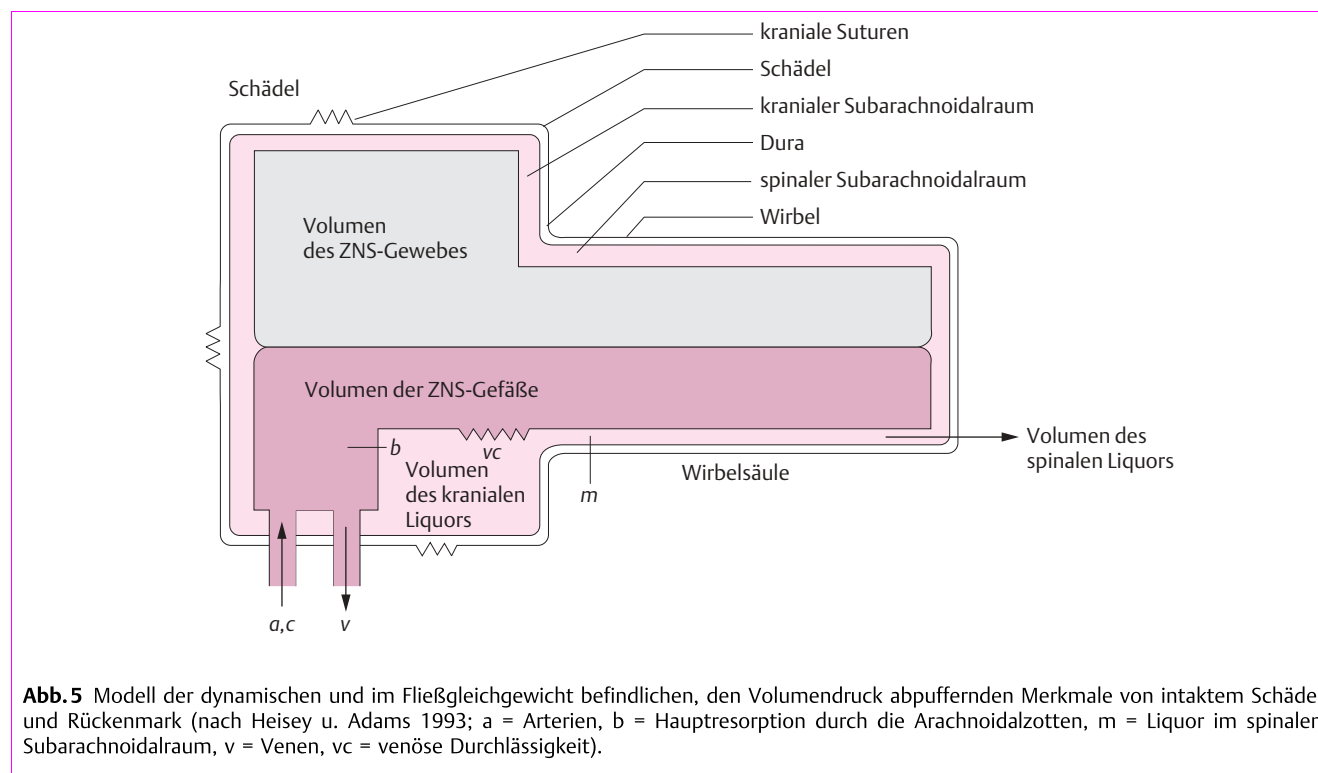 kraniale Suturen
Schädel
Schädel
kranialer Subarachnoidalraum
Dura
spinaler Subarachnoidalraum
Wirbel
Volumen
des ZNS-Gewebes
Volumen der ZNS-Gefäße
b
vc
Volumen
des kranialen
Liquors
m
Wirbelsäule
Volumen des
spinalen Liquors
a,c
v
Abb. 5 Modell der dynamischen und im Fließgleichgewicht befindlichen, den Volumendruck abpuffernden Merkmale von intaktem Schäde
und Rückenmark (nach Heisey u. Adams 1993; a = Arterien, b = Hauptresorption durch die Arachnoidalzotten, m = Liquor im spinaler
Subarachnoidalraum, v = Venen, vc = venöse Durchlässigkeit).